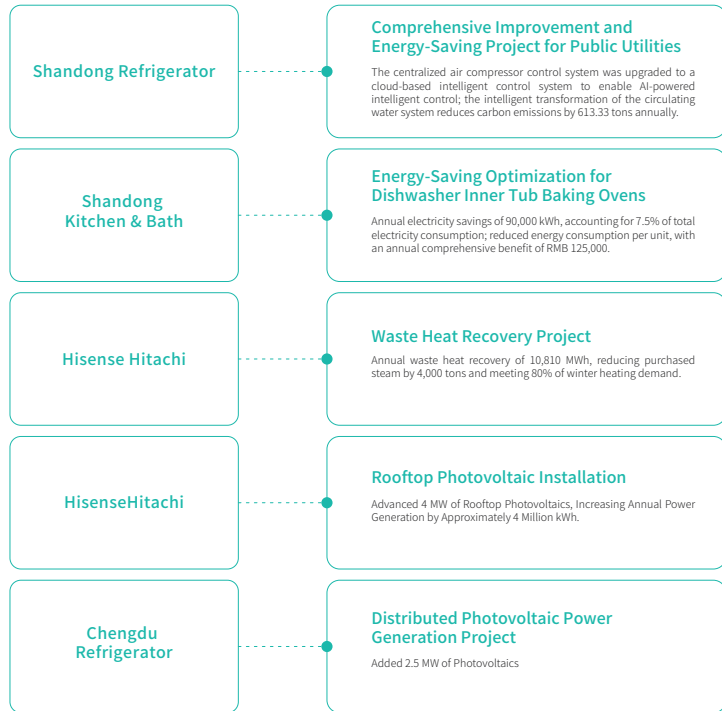 Shandong Refrigerator
Comprehensive Improvement and
Energy-Saving Project for Public Utilities
The centralized air compressor control system was upgraded to a
cloud-based intelligent control system to enable AI-powered
intelligent control; the intelligent transformation of the circulating
water system reduces carbon emissions by 613.33 tons annually.
Shandong
Kitchen & Bath
Energy-Saving Optimization for
Dishwasher Inner Tub Baking Ovens
Annual electricity savings of 90,000 kWh, accounting for 7.5% of total
electricity consumption; reduced energy consumption per unit, with
an annual comprehensive benefit of RMB 125,000.
Hisense Hitachi
Waste Heat Recovery Project
Annual waste heat recovery of 10,810 MWh, reducing purchased
steam by 4,000 tons and meeting 80% of winter heating demand.
HisenseHitachi
Rooftop Photovoltaic Installation
Advanced 4 MW of Rooftop Photovoltaics, Increasing Annual Power
Generation by Approximately 4 Million kWh.
Chengdu
Refrigerator
Distributed Photovoltaic Power
Generation Project
Added 2.5 MW of Photovoltaics